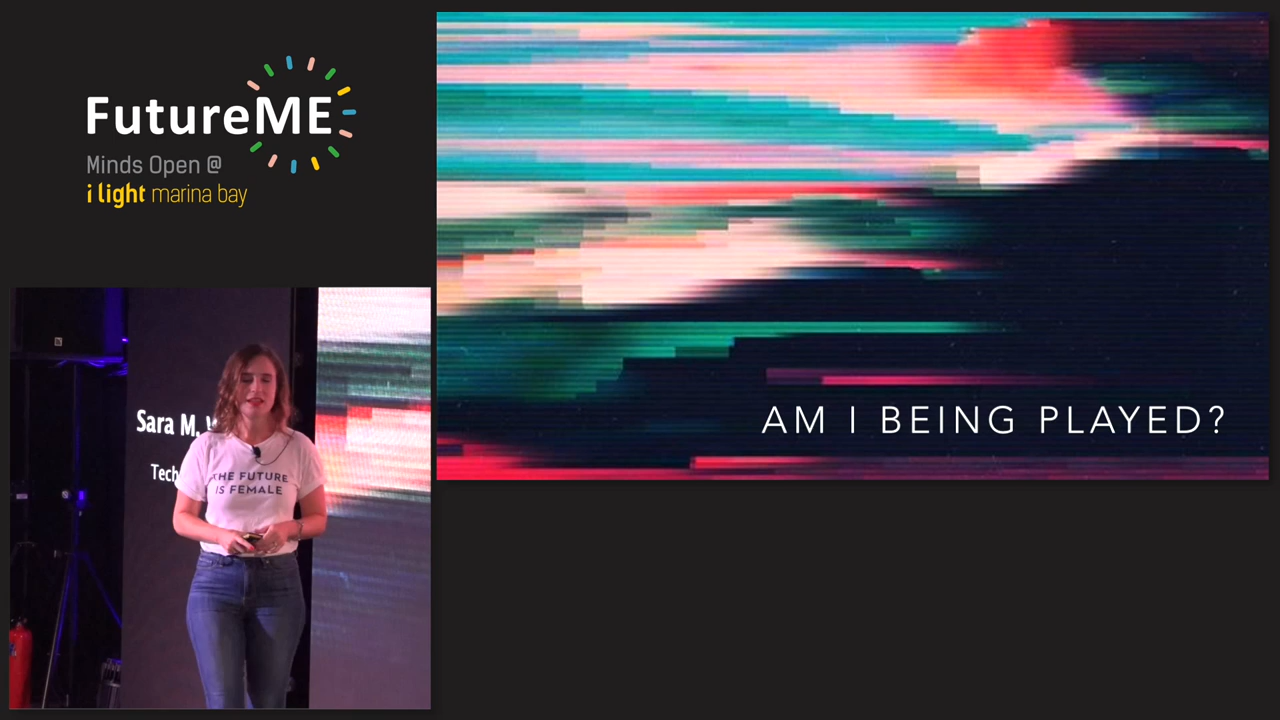 FutureME
Minds Open @
i light marina bay
Sara M.
Tech
THE FUTURE
IS FEMALE
AM I BEING PLAYED?